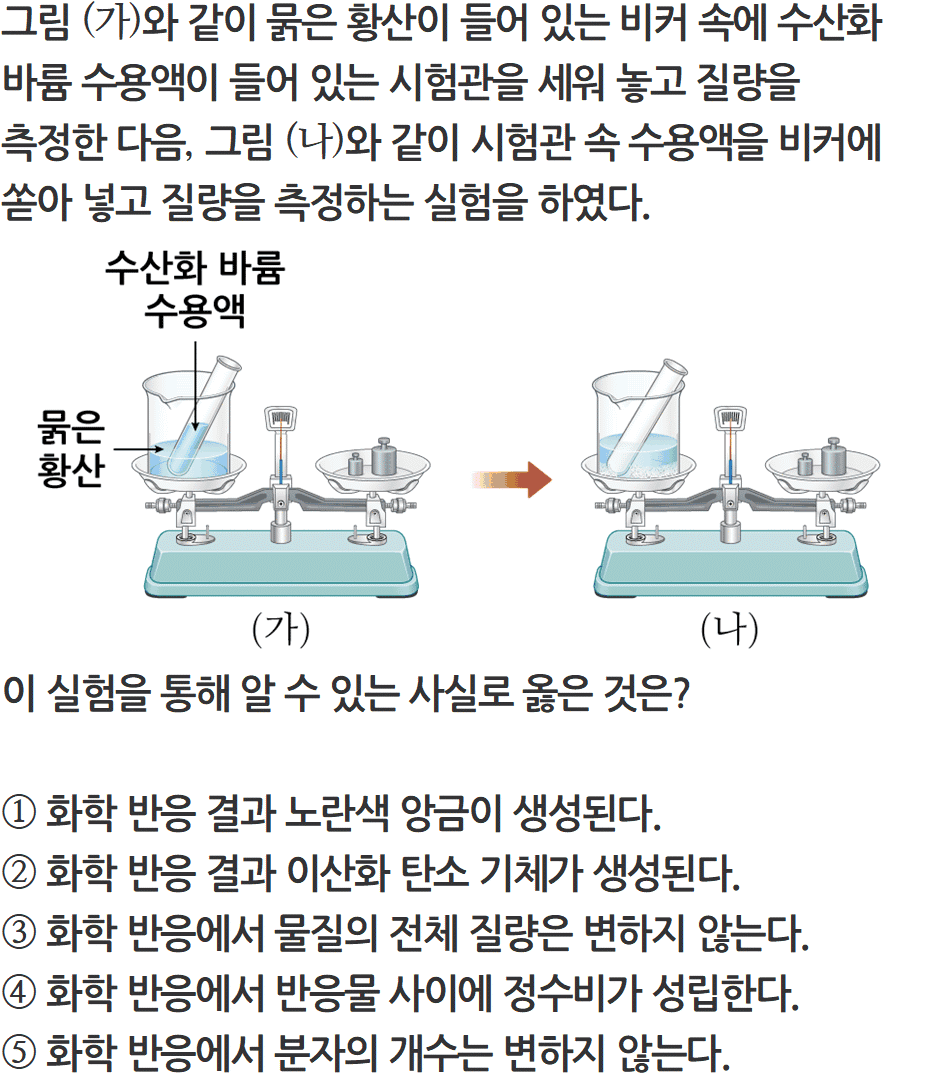 그림 (가)와 같이 묽은 황산이 들어 있는 비커 속에 수산화
바륨 수용액이 들어 있는 시험관을 세워 놓고 질량을
측정한 다음, 그림 (나)와 같이 시험관 속 수용액을 비커에
쏟아 넣고 질량을 측정하는 실험을 하였다.
수산화 바륨
수용액
묽은
황산
(가)
(나)
이 실험을 통해 알 수 있는 사실로 옳은 것은?
① 화학 반응 결과 노란색 앙금이 생성된다.
② 화학 반응 결과 이산화 탄소 기체가 생성된다.
③ 화학 반응에서 물질의 전체 질량은 변하지 않는다.
④ 화학 반응에서 반응물 사이에 정수비가 성립한다.
⑤ 화학 반응에서 분자의 개수는 변하지 않는다.